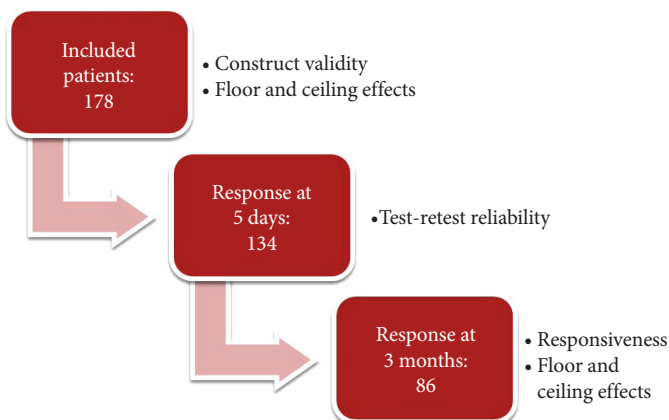 Included
patients:
178
• Construct validity
• Floor and ceiling effects
Response at
5 days:
134
•Test-retest reliability
Response at
3 months:
86
• Responsiveness
• Floor and
ceiling effects